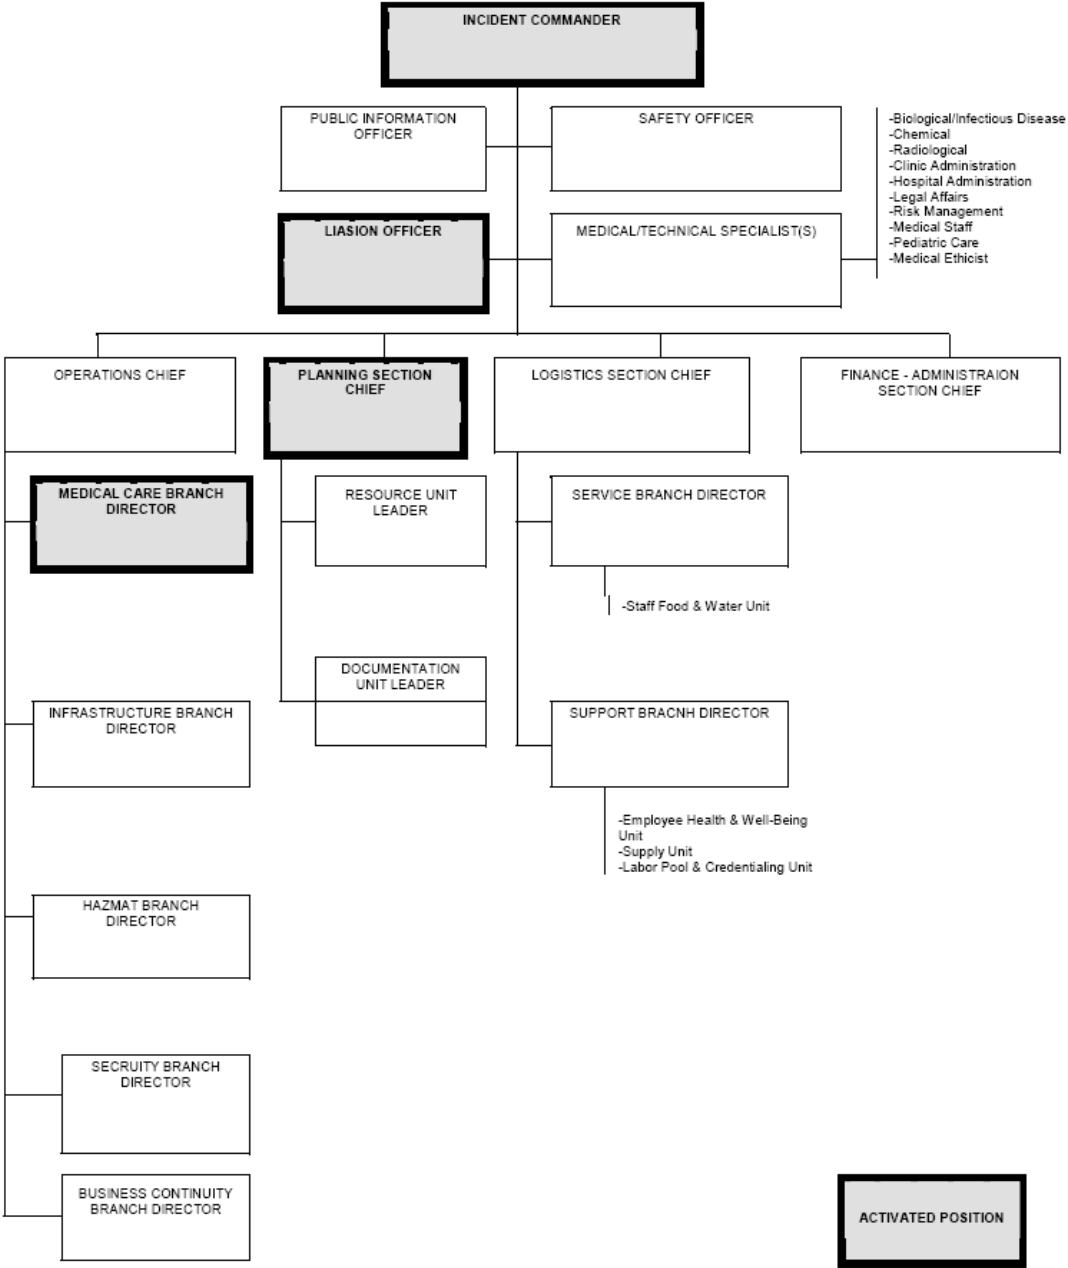 INCIDENT COMMANDER
PUBLIC INFORMATION
OFFICER
SAFETY OFFICER
-Biological/Infectious Disease
-Chemical
-Radiological
-Clinic Administration
-Hospital Administration
-Legal Affairs
-Risk Management
-Medical Staff
-Pediatric Care
-Medical Ethicist
LIASION OFFICER
MEDICAL/TECHNICAL SPECIALIST(S)
OPERATIONS CHIEF
PLANNING SECTION
CHIEF
LOGISTICS SECTION CHIEF
FINANCE - ADMINISTRAION
SECTION CHIEF
MEDICAL CARE BRANCH
DIRECTOR
RESOURCE UNIT
LEADER
SERVICE BRANCH DIRECTOR
-Staff Food & Water Unit
DOCUMENTATION
UNIT LEADER
INFRASTRUCTURE BRANCH
DIRECTOR
SUPPORT BRACNH DIRECTOR
-Employee Health & Well-Being
Unit
-Supply Unit
-Labor Pool & Credentialing Unit
HAZMAT BRANCH
DIRECTOR
SECRUITY BRANCH
DIRECTOR
BUSINESS CONTINUITY
BRANCH DIRECTOR
ACTIVATED POSITION